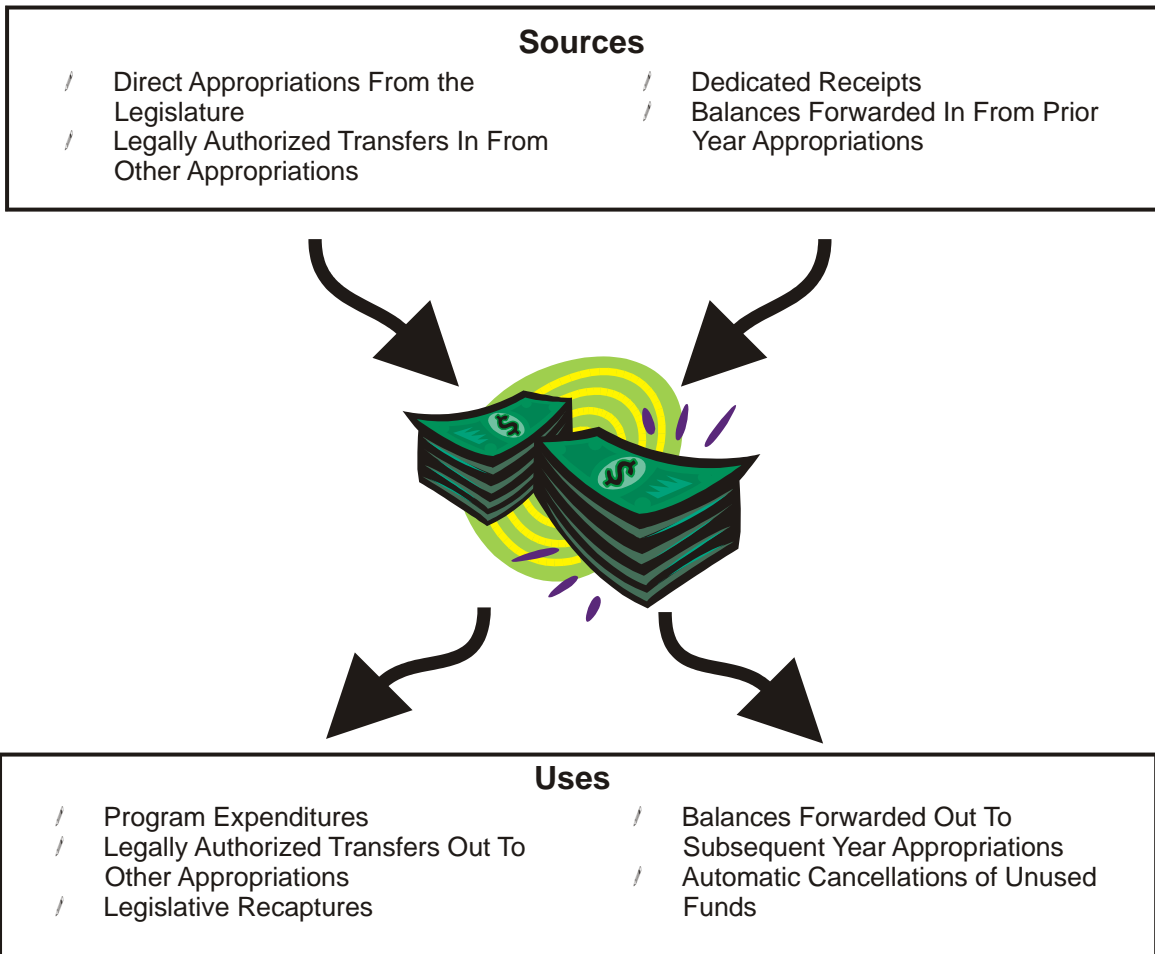 Sources
Direct Appropriations From the
Legislature
Legally Authorized Transfers In From
Other Appropriations
Dedicated Receipts
Balances Forwarded In From Prior
Year Appropriations
$
$
Uses
Program Expenditures
Legally Authorized Transfers Out To
Other Appropriations
Legislative Recaptures
Balances Forwarded Out To
Subsequent Year Appropriations
Automatic Cancellations of Unused
Funds